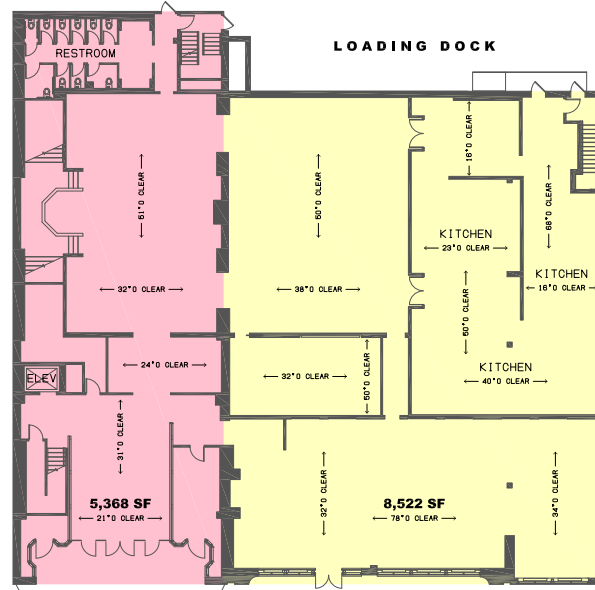 LOADING DOCK
RESTROOM
16"0 CLEAR
51"0 CLEAR
60"0 CLEAR
68"0 CLEAR
KITCHEN
23"0 CLEAR
KITCHEN
16"0 CLEAR
32"0 CLEAR
38"0 CLEAR
50"0 CLEAR
24"0 CLEAR
32"0 CLEAR
50"0 CLEAR
KITCHEN
40"0 CLEAR
ELEV
31"0 CLEAR
32"0 CLEAR
34"0 CLEAR
5,368 SF
21"0 CLEAR
8,522 SF
78"0 CLEAR